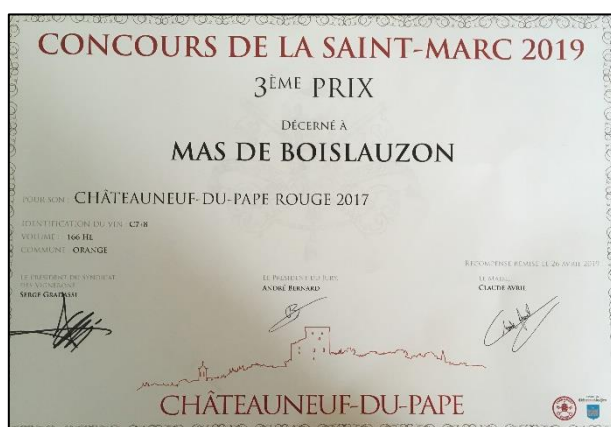 CONCOURS DE LA SAINT-MARC 2019
3ÈME PRIX
DÉCERNÉ À
MAS DE BOISLAUZON
POUR SON : CHÂTEAUNEUF-DU-PAPE ROUGE 2017
IDENTIFICATION DU VIN :
VOLUME : 166 HL
COMMUNE : ORANGE
RÉCOMPENSE REMISE LE 26 AVRIL 2019
LE PRÉSIDENT DU SYNDICAT
DES VIGNERONS
SERGE GRADASSI
LE PRÉSIDENT DU JURY
ANDRÉ BERNARD
LE MAIRE
CLAUDE AVRIL
CHÂTEAUNEUF-DU-PAPE